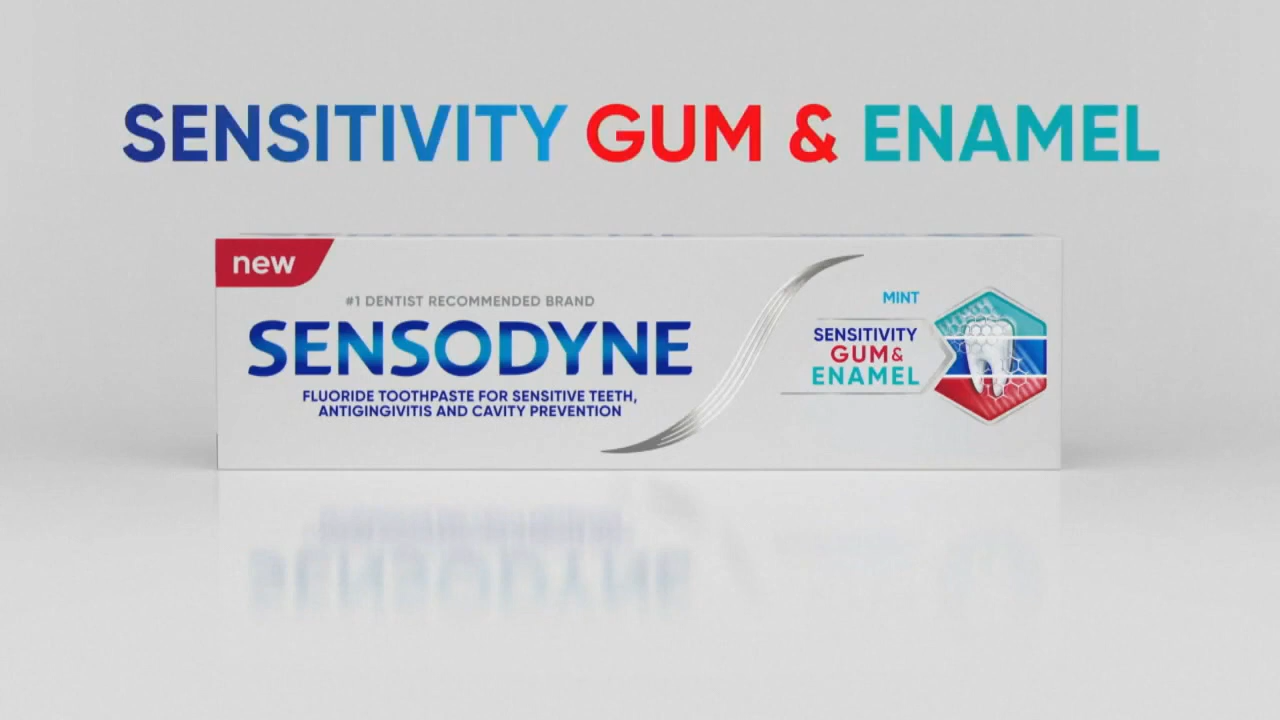 SENSITIVITY GUM & ENAMEL
new
#1 DENTIST RECOMMENDED BRAND
SENSODYNE
FLUORIDE TOOTHPASTE FOR SENSITIVE TEETH,
ANTIGINGIVITIS AND CAVITY PREVENTION
MINT
SENSITIVITY
GUM &
ENAMEL